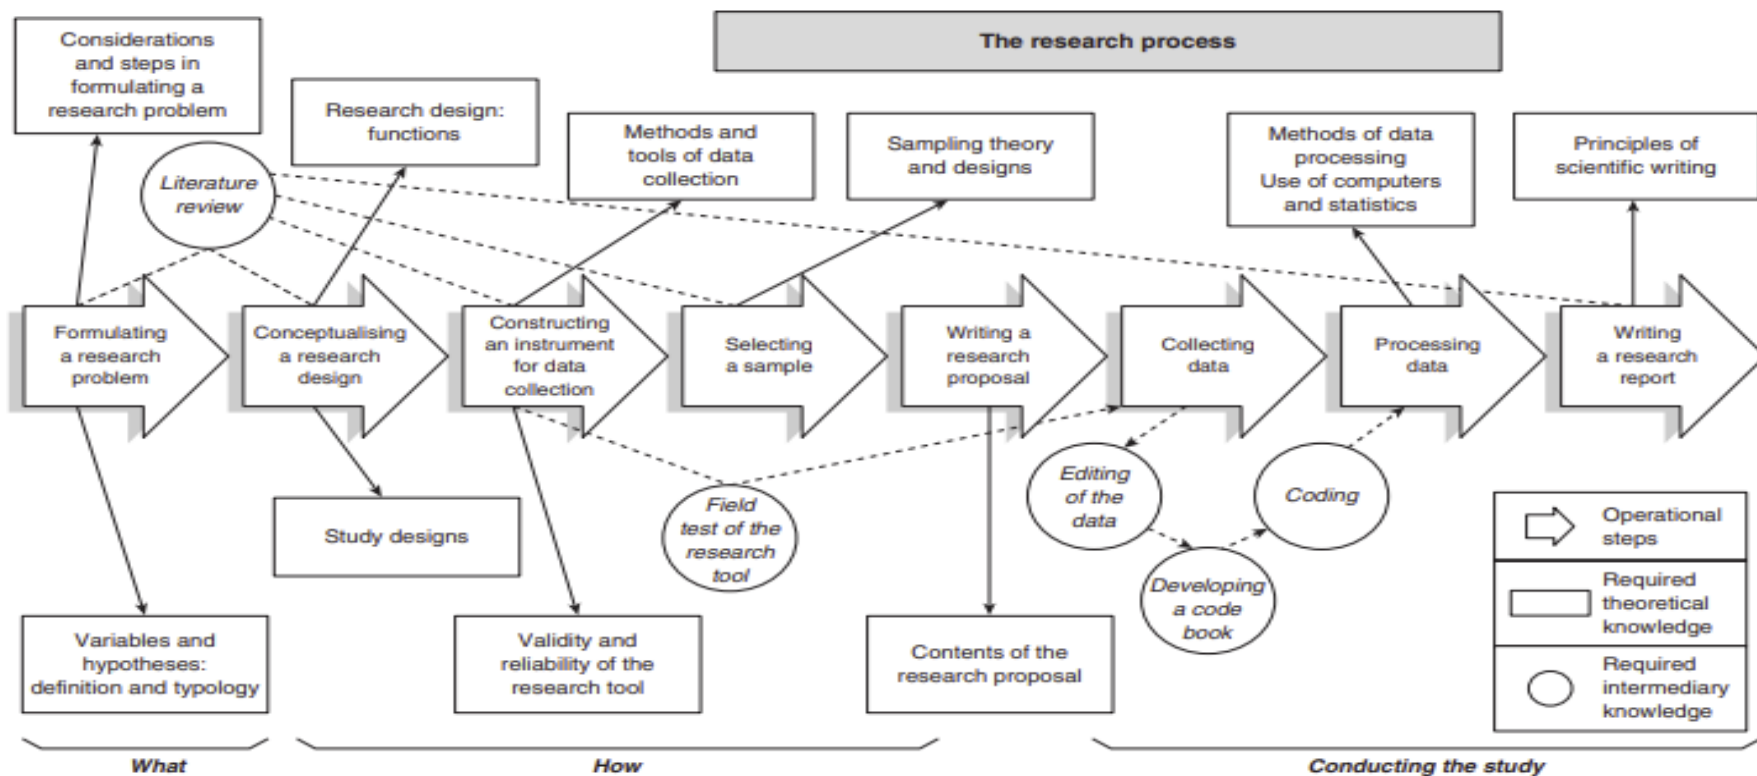 The research process
Considerations
and steps in
formulating a
research problem
Research design:
functions
Methods and
tools of data
collection
Sampling theory
and designs
Methods of data
processing
Use of computers
and statistics
Principles of
scientific writing
Literature
review
Formulating
a research
problem
Conceptualising
a research
design
Constructing
an instrument
for data
collection
Selecting
a sample
Writing a
research
proposal
Collecting
data
Processing
data
Writing
a research
report
Study designs
Field
test of the
research
tool
Editing
of the
data
Developing
a code
book
Coding
Variables and
hypotheses:
definition and typology
Validity and
reliability of the
research tool
Contents of the
research proposal
Operational
steps
Required
theoretical
knowledge
Required
intermediary
knowledge
What
How
Conducting the study